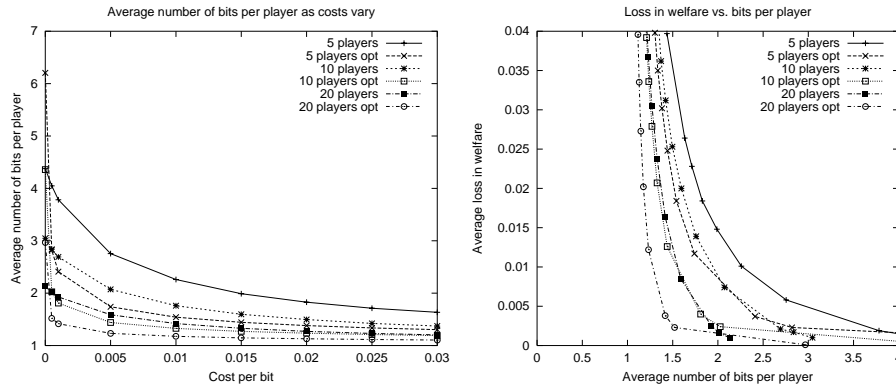 Average number of bits per player as costs vary
7
6
5
4
3
2
1
0
0.005
0.01
0.015
0.02
0.025
0.03
Average number of bits per player
Cost per bit
5 players
5 players opt
10 players
10 players opt
20 players
20 players opt
Loss in welfare vs. bits per player
0.04
0.035
0.03
0.025
0.02
0.015
0.01
0.005
0
0
0.5
1
1.5
2
2.5
3
3.5
Average loss in welfare
Average number of bits per player
5 players
5 players opt
10 players
10 players opt
20 players
20 players opt